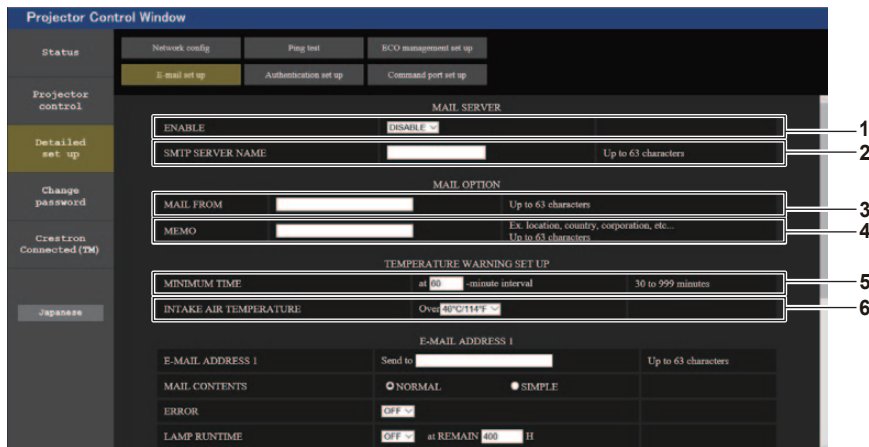 Projector Control Window
Status
Network config Ping test ECO management set up
E-mail set up Authentication set up Command port set up
Projector
control
Detailed
set up
Change
password
Crestron
Connected(TM)
Japanese
MAIL SERVER
ENABLE DISABLE 1
SMTP SERVER NAME Up to 63 characters 2
MAIL OPTION
MAIL FROM Up to 63 characters 3
MEMO Ex. location, country, corporation, etc...
Up to 63 characters 4
TEMPERATURE WARNING SET UP
MINIMUM TIME at 60 -minute interval 30 to 999 minutes 5
INTAKE AIR TEMPERATURE Over 46°C/114°F 6
E-MAIL ADDRESS 1
E-MAIL ADDRESS 1 Send to Up to 63 characters
MAIL CONTENTS NORMAL SIMPLE
ERROR OFF
LAMP RUNTIME OFF at REMAIN 400 H